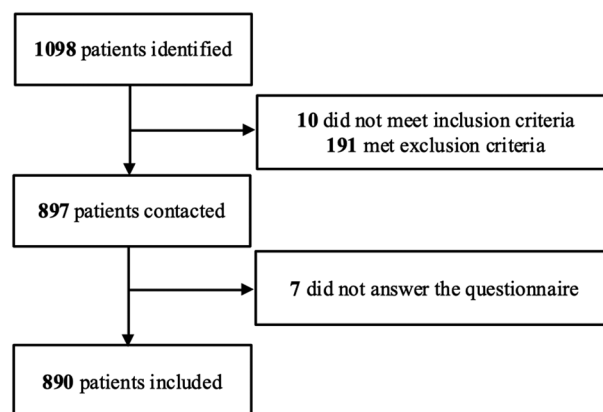 1098 patients identified
10 did not meet inclusion criteria
191 met exclusion criteria
897 patients contacted
7 did not answer the questionnaire
890 patients included